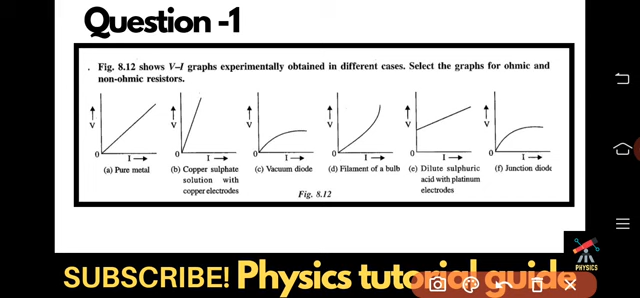 Question -1
. Fig. 8.12 shows V–I graphs experimentally obtained in different cases. Select the graphs for ohmic and
non-ohmic resistors.
V
0
I
V
0
I
V
0
I
V
0
I
V
0
I
V
0
I
(a) Pure metal
(b) Copper sulphate
solution with
copper electrodes
(c) Vacuum diode
(d) Filament of a bulb
(e) Dilute sulphuric
acid with platinum
electrodes
(f) Junction diode
Fig. 8.12
PHYSICS
SUBSCRIBE! Physics tutorial guide